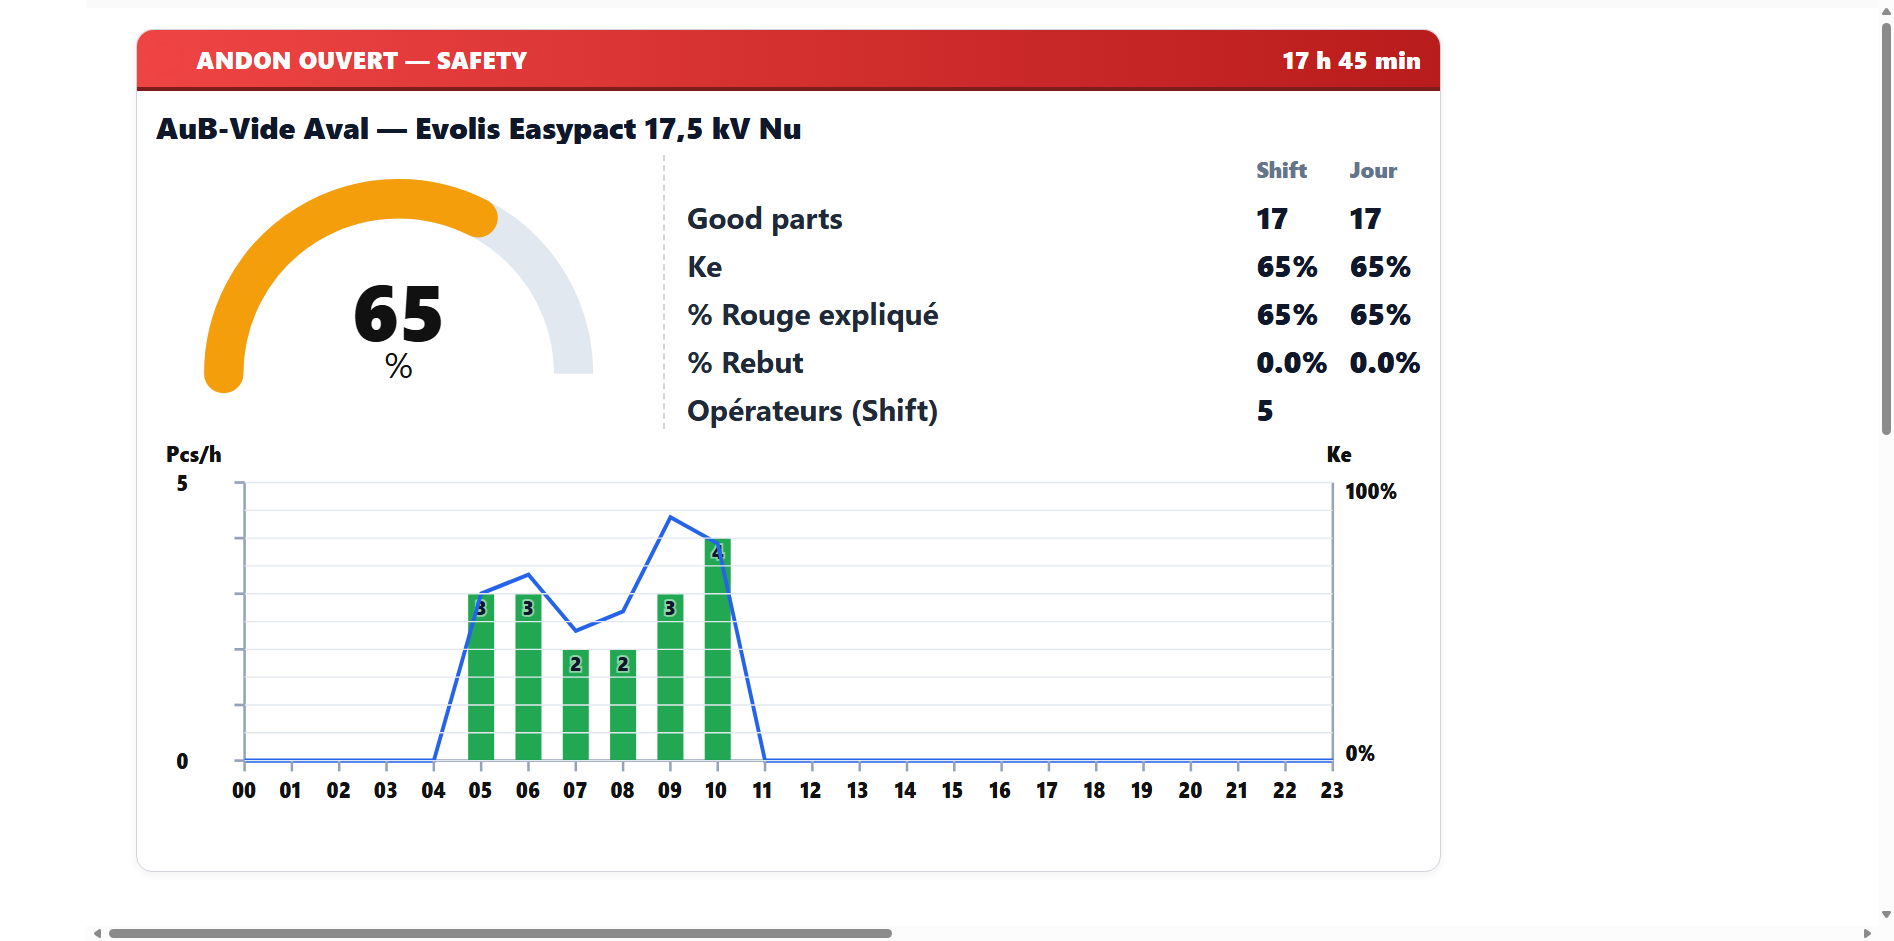 ANDON OUVERT — SAFETY 17 h 45 min
AuB-Vide Aval — Evolis Easypact 17,5 kV Nu
65
%
Shift Jour
Good parts 17 17
Ke 65% 65%
% Rouge expliqué 65% 65%
% Rebut 0.0% 0.0%
Opérateurs (Shift) 5
Pcs/h Ke
5 100%
4
3 3 3
2 2
0 0%
00 01 02 03 04 05 06 07 08 09 10 11 12 13 14 15 16 17 18 19 20 21 22 23